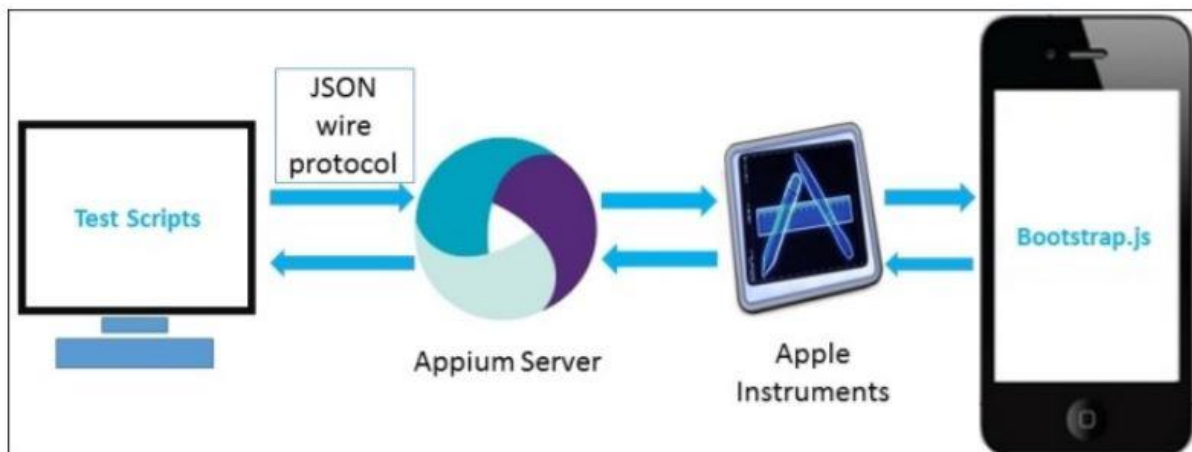 JSON
wire
protocol
Test Scripts
Appium Server
Apple
Instruments
Bootstrap.js